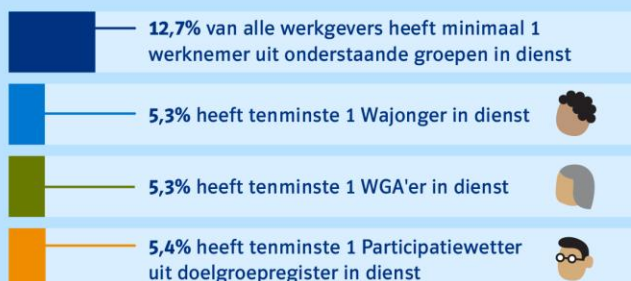 12,7% van alle werkgevers heeft minimaal 1
werknemer uit onderstaande groepen in dienst
5,3% heeft tenminste 1 Wajonger in dienst
5,3% heeft tenminste 1 WGA'er in dienst
5,4% heeft tenminste 1 Participatiewetter
uit doelgroepregister in dienst